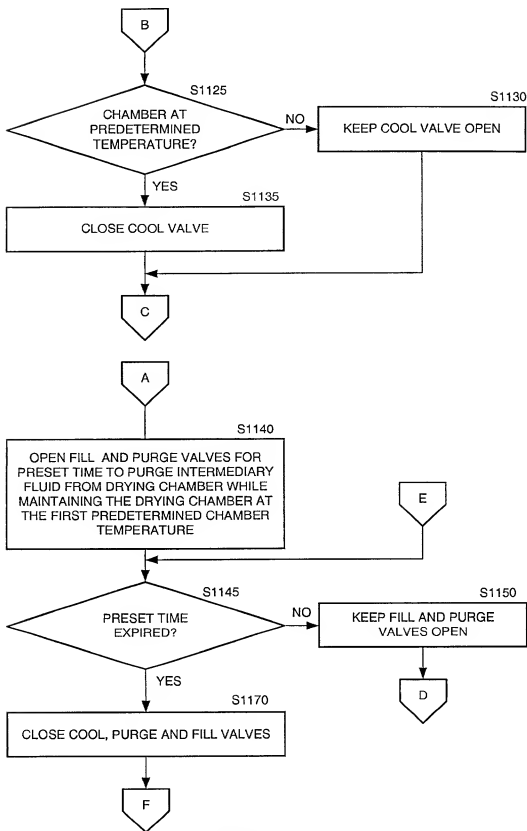 B
S1125
CHAMBER AT
PREDETERMINED
TEMPERATURE?
NO
S1130
KEEP COOL VALVE OPEN
YES
S1135
CLOSE COOL VALVE
C
A
S1140
OPEN FILL AND PURGE VALVES FOR
PRESET TIME TO PURGE INTERMEDIARY
FLUID FROM DRYING CHAMBER WHILE
MAINTAINING THE DRYING CHAMBER AT
THE FIRST PREDETERMINED CHAMBER
TEMPERATURE
E
S1145
PRESET TIME
EXPIRED?
NO
S1150
KEEP FILL AND PURGE
VALVES OPEN
D
YES
S1170
CLOSE COOL, PURGE AND FILL VALVES
F